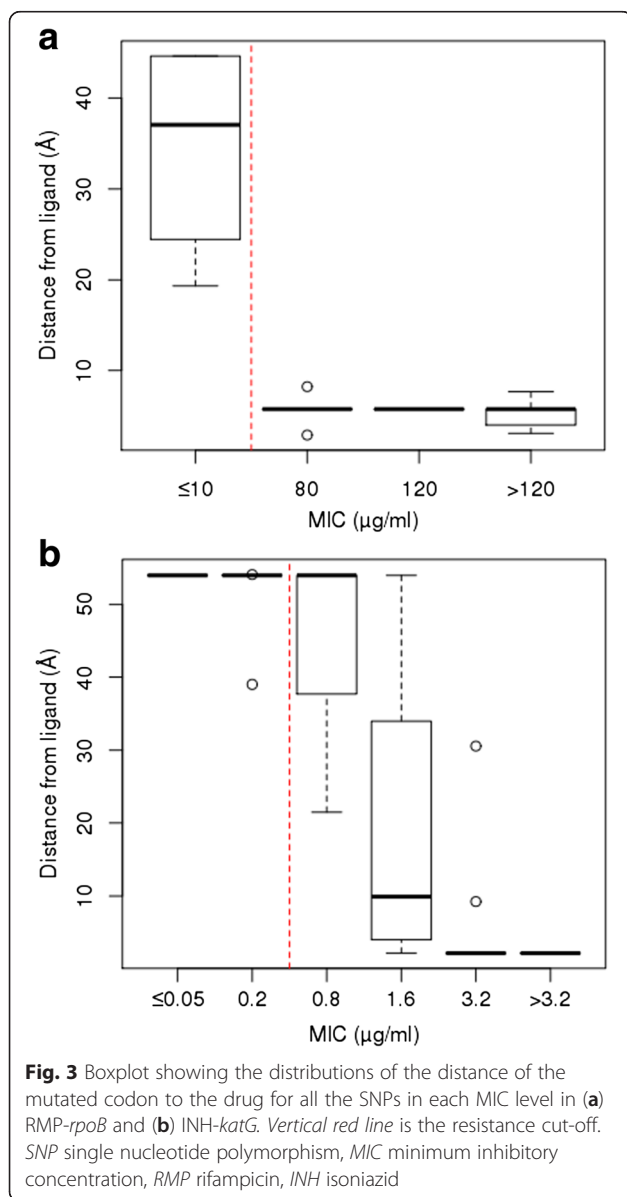 a
Distance from ligand (Å)
40
30
20
10
≤10 80 120 >120
MIC (µg/ml)
b
Distance from ligand (Å)
50
40
30
20
10
≤0.05 0.2 0.8 1.6 3.2 >3.2
MIC (µg/ml)
Fig. 3 Boxplot showing the distributions of the distance of the
mutated codon to the drug for all the SNPs in each MIC level in (a)
RMP-rpoB and (b) INH-katG. Vertical red line is the resistance cut-off.
SNP single nucleotide polymorphism, MIC minimum inhibitory
concentration, RMP rifampicin, INH isoniazid